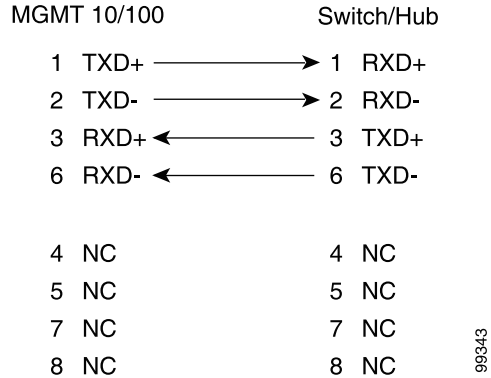 MGMT 10/100 Switch/Hub
1 TXD+ 1 RXD+
2 TXD- 2 RXD-
3 RXD+ 3 TXD+
6 RXD- 6 TXD-
4 NC 4 NC
5 NC 5 NC
7 NC 7 NC
8 NC 8 NC
99343